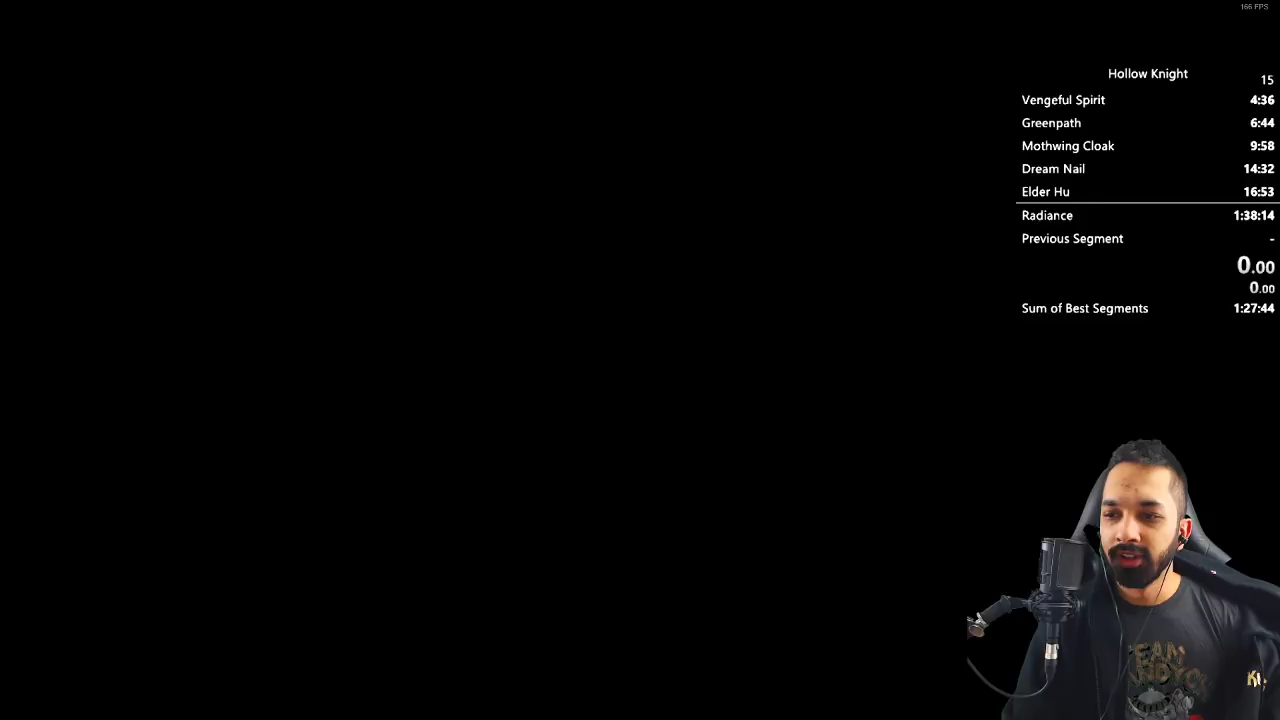 166 FPS
Hollow Knight
15
Vengeful Spirit 4:36
Greenpath 6:44
Mothwing Cloak 9:58
Dream Nail 14:32
Elder Hu 16:53
Radiance 1:38:14
Previous Segment -
0.00
0.00
Sum of Best Segments 1:27:44